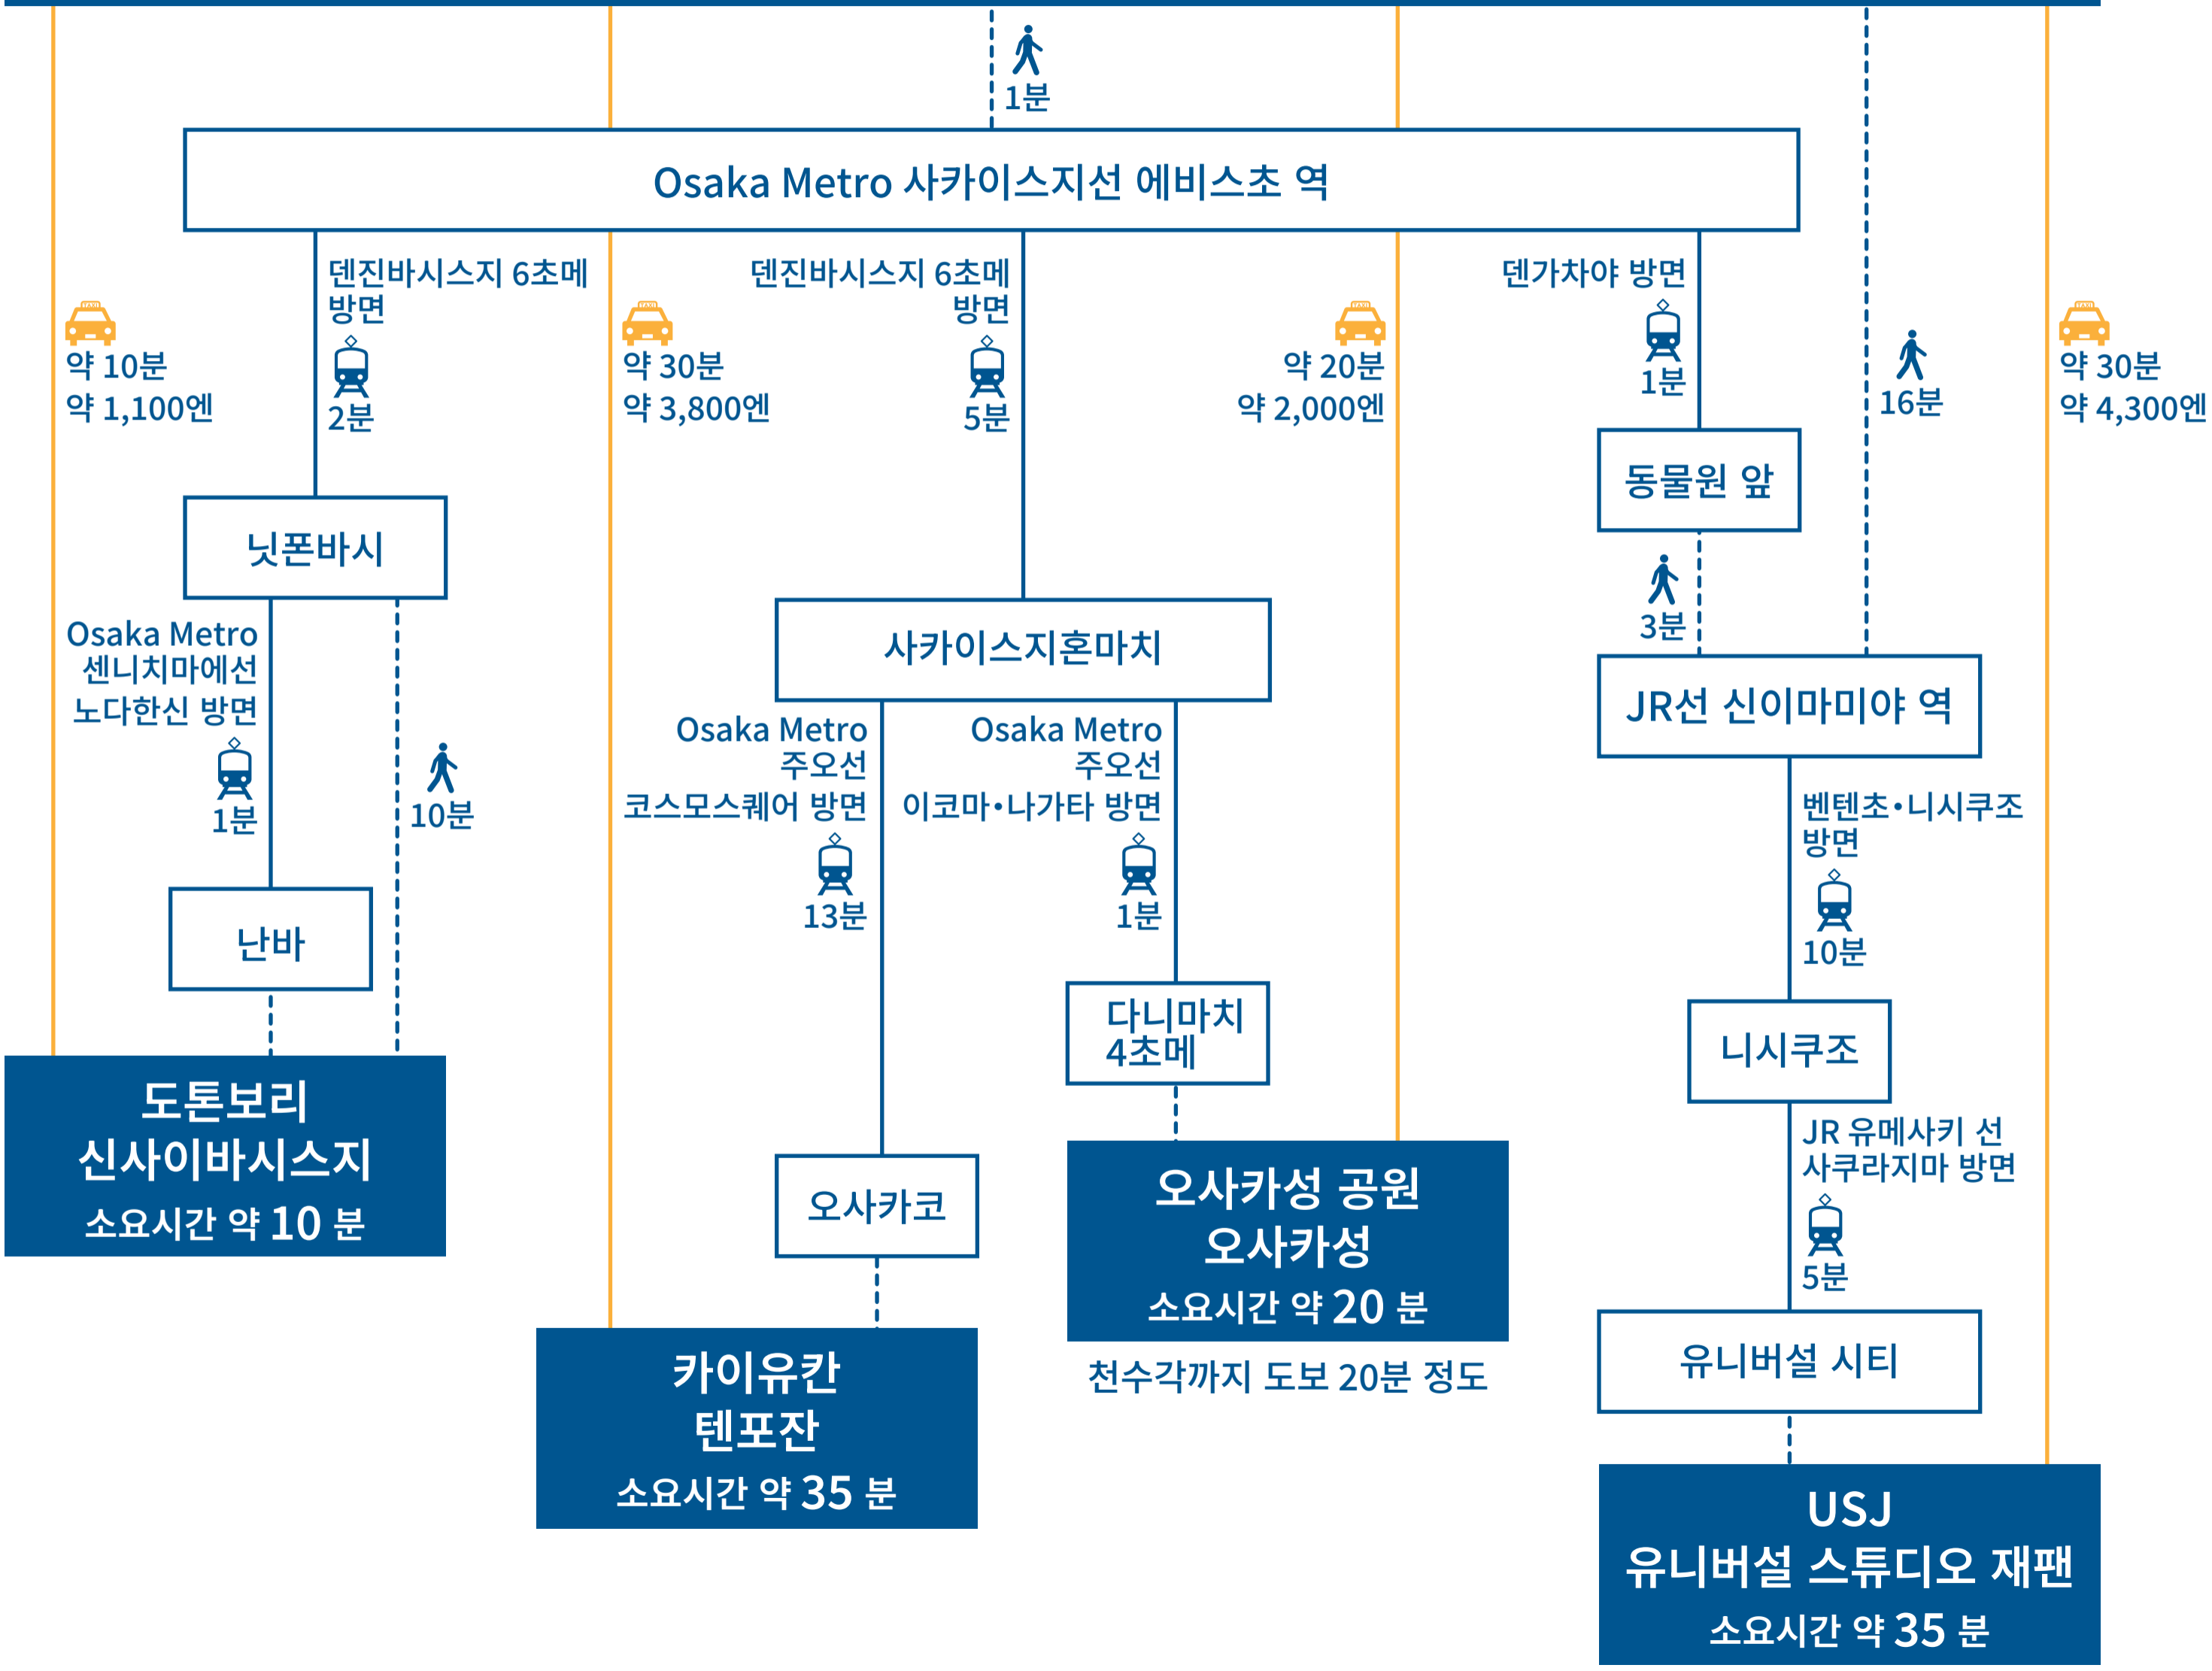 1분
Osaka Metro 사카이스지선 에비스초 역
덴진바시스지 6초메
방면
2분
덴진바시스지 6초메
방면
5분
덴가차야 방면
1분
TAXI
약 10분
약 1,100엔
TAXI
약 30분
약 3,800엔
TAXI
약 20분
약 2,000엔
16분
TAXI
약 30분
약 4,300엔
동물원 앞
3분
닛폰바시
Osaka Metro
센니치마에선
노다한신 방면
1분
10분
사카이스지혼마치
JR선 신이마미야 역
Osaka Metro
주오선
코스모스퀘어 방면
13분
Osaka Metro
주오선
이코마•나가타 방면
1분
벤텐초•니시쿠조
방면
10분
난바
다니마치
4초메
니시쿠조
도톤보리
신사이바시스지
소요시간 약 10 분
JR 유메사키 선
사쿠라지마 방면
5분
오사카코
오사카성 공원
오사카성
소요시간 약 20 분
천수각까지 도보 20분 정도
유니버설 시티
카이유칸
텐포잔
소요시간 약 35 분
USJ
유니버설 스튜디오 재팬
소요시간 약 35 분